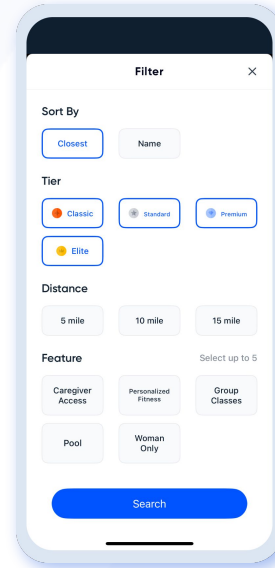 Filter
Sort By
Closest
Name
Tier
Classic
Standard
Premium
Elite
Distance
5 mile
10 mile
15 mile
Feature
Select up to 5
Caregiver
Access
Personalized
Fitness
Group
Classes
Pool
Woman
Only
Search